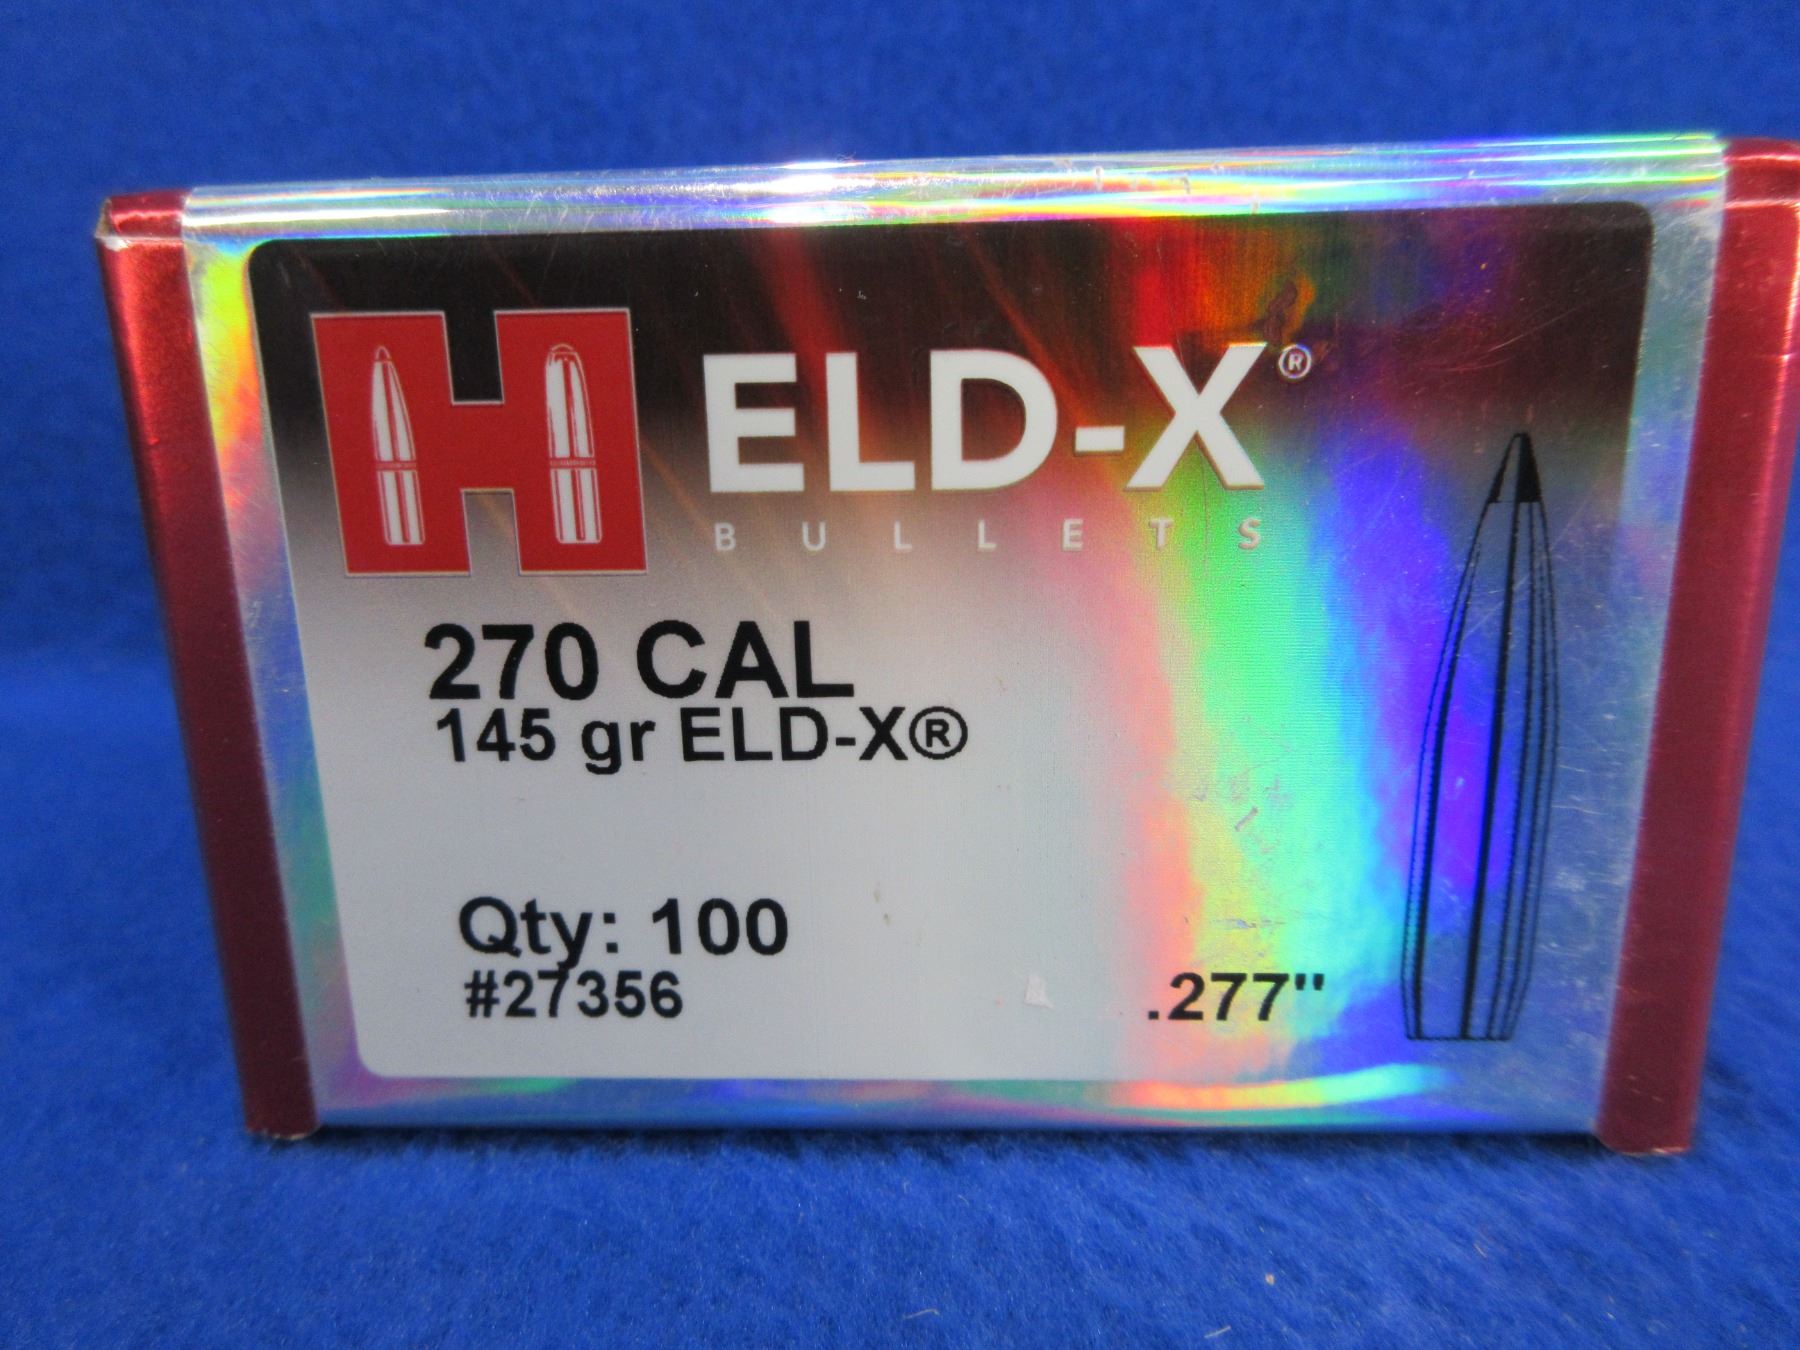 H ELD-X®
BULLETS
270 CAL
145 gr ELD-X®
Qty: 100
#27356
.277"